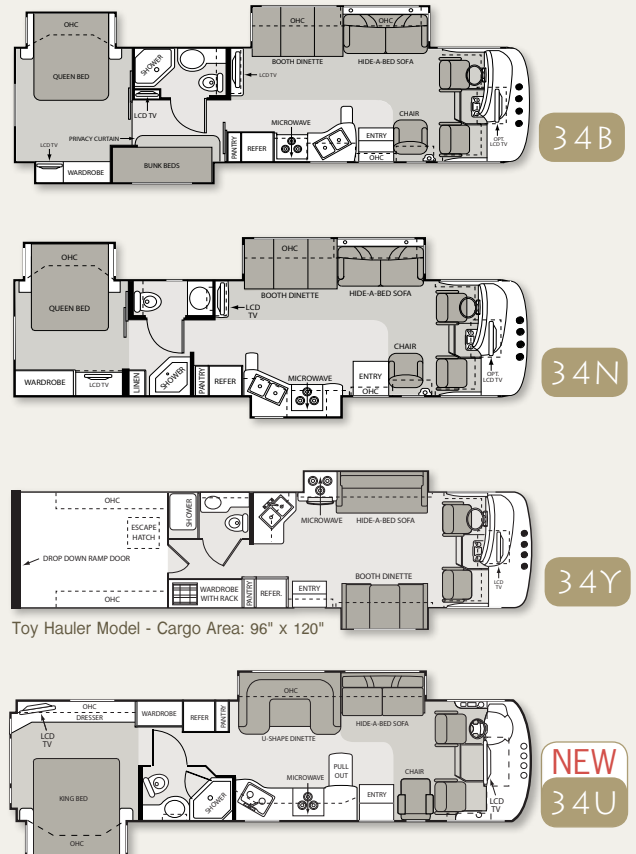 OHC
QUEEN BED
SHOWER
LCD TV
LCD TV
OHC
OHC
BOOTH DINETTE
HIDE-A-BED SOFA
PRIVACY CURTAIN
LCD TV
WARDROBE
BUNK BEDS
PANTRY
REFER
MICROWAVE
ENTRY
OHC
CHAIR
OPT.
LCD TV
34B
OHC
QUEEN BED
OHC
BOOTH DINETTE
HIDE-A-BED SOFA
LCD
TV
WARDROBE
LCD TV
LINEN
SHOWER
PANTRY
REFER
MICROWAVE
ENTRY
OHC
CHAIR
OPT.
LCD TV
34N
OHC
ESCAPE
HATCH
DROP DOWN RAMP DOOR
OHC
SHOWER
MICROWAVE
HIDE-A-BED SOFA
BOOTH DINETTE
WARDROBE
WITH RACK
PANTRY
REFER.
ENTRY
LCD
TV
34Y
Toy Hauler Model - Cargo Area: 96" x 120"
OHC
DRESSER
LCD
TV
WARDROBE
REFER
PANTRY
OHC
U-SHAPE DINETTE
HIDE-A-BED SOFA
KING BED
OHC
SHOWER
MICROWAVE
PULL
OUT
ENTRY
CHAIR
LCD
TV
NEW
34U